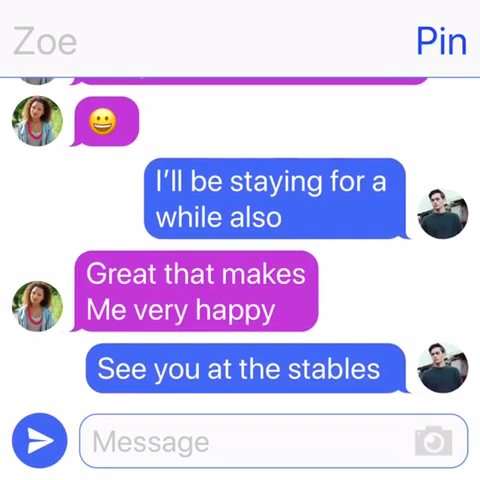 Zoe
Pin
😀
I'll be staying for a
while also
Great that makes
Me very happy
See you at the stables
Message